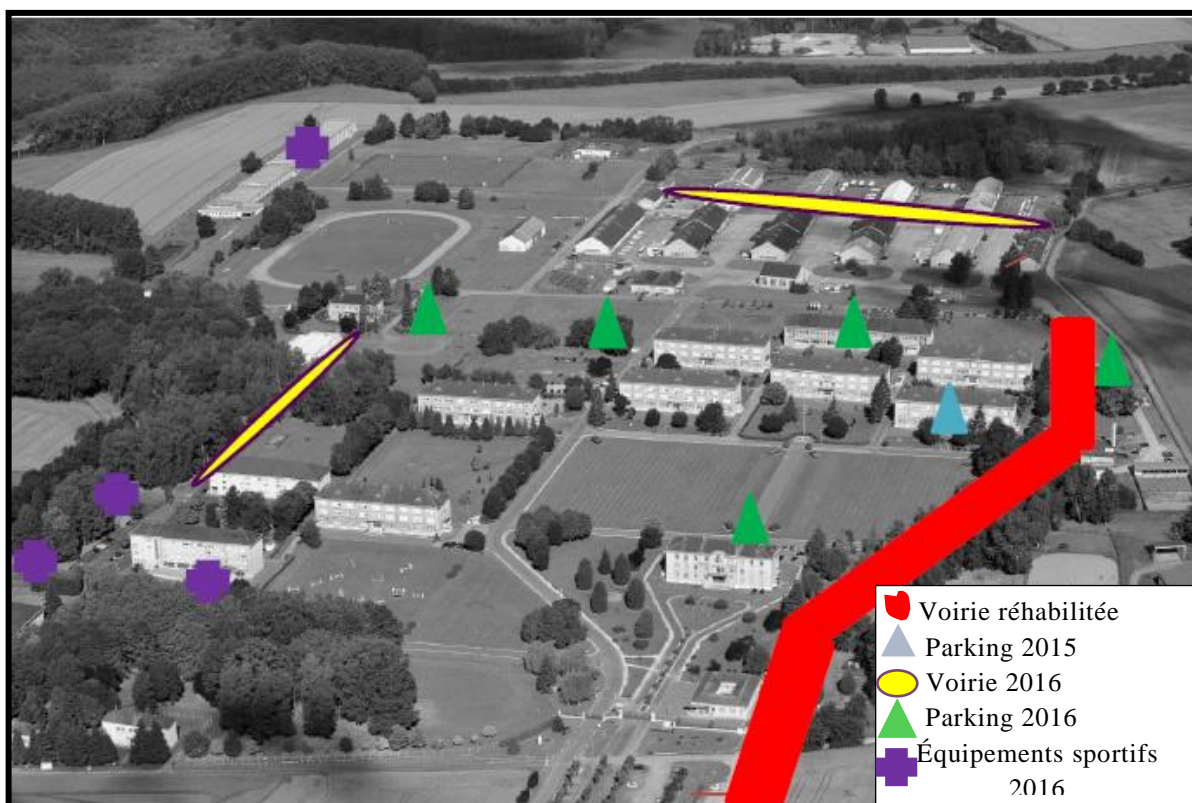 Voirie réhabilitée
Parking 2015
Voirie 2016
Parking 2016
Équipements sportifs
2016